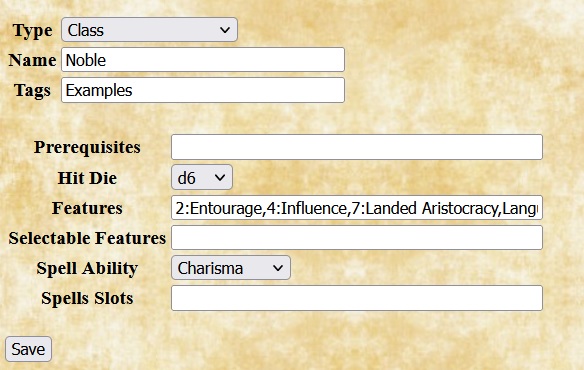 Type Class
Name Noble
Tags Examples
Prerequisites
Hit Die d6
Features 2:Entourage,4:Influence,7:Landed Aristocracy,Lang
Selectable Features
Spell Ability Charisma
Spells Slots
Save